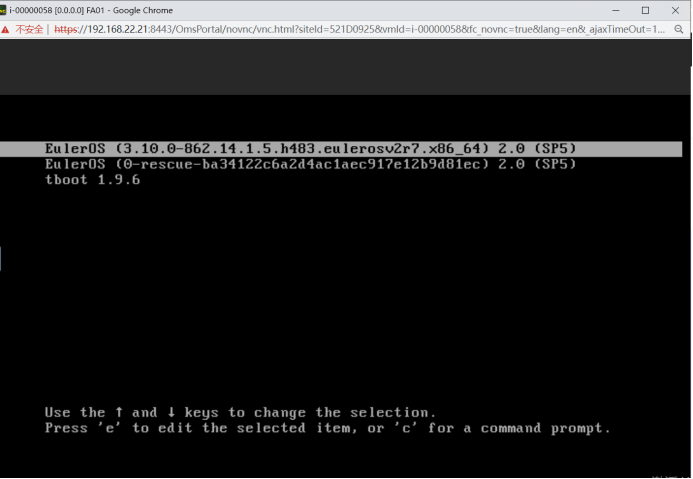 i-00000058 [0.0.0.0] FA01 - Google Chrome
不安全 | https://192.168.22.21:8443/OmsPortal/novnc/vnc.html?siteId=521D0925&vmId=i-00000058&fc_novnc=true&lang=en&_ajaxTimeOut=1...
EulerOS (3.10.0-862.14.1.5.h483.eulerosv2r7.x86_64) 2.0 (SP5)
EulerOS (0-rescue-ba34122c6a2d4ac1aec917e12b9d81ec) 2.0 (SP5)
tboot 1.9.6
Use the ↑ and ↓ keys to change the selection.
Press 'e' to edit the selected item, or 'c' for a command prompt.